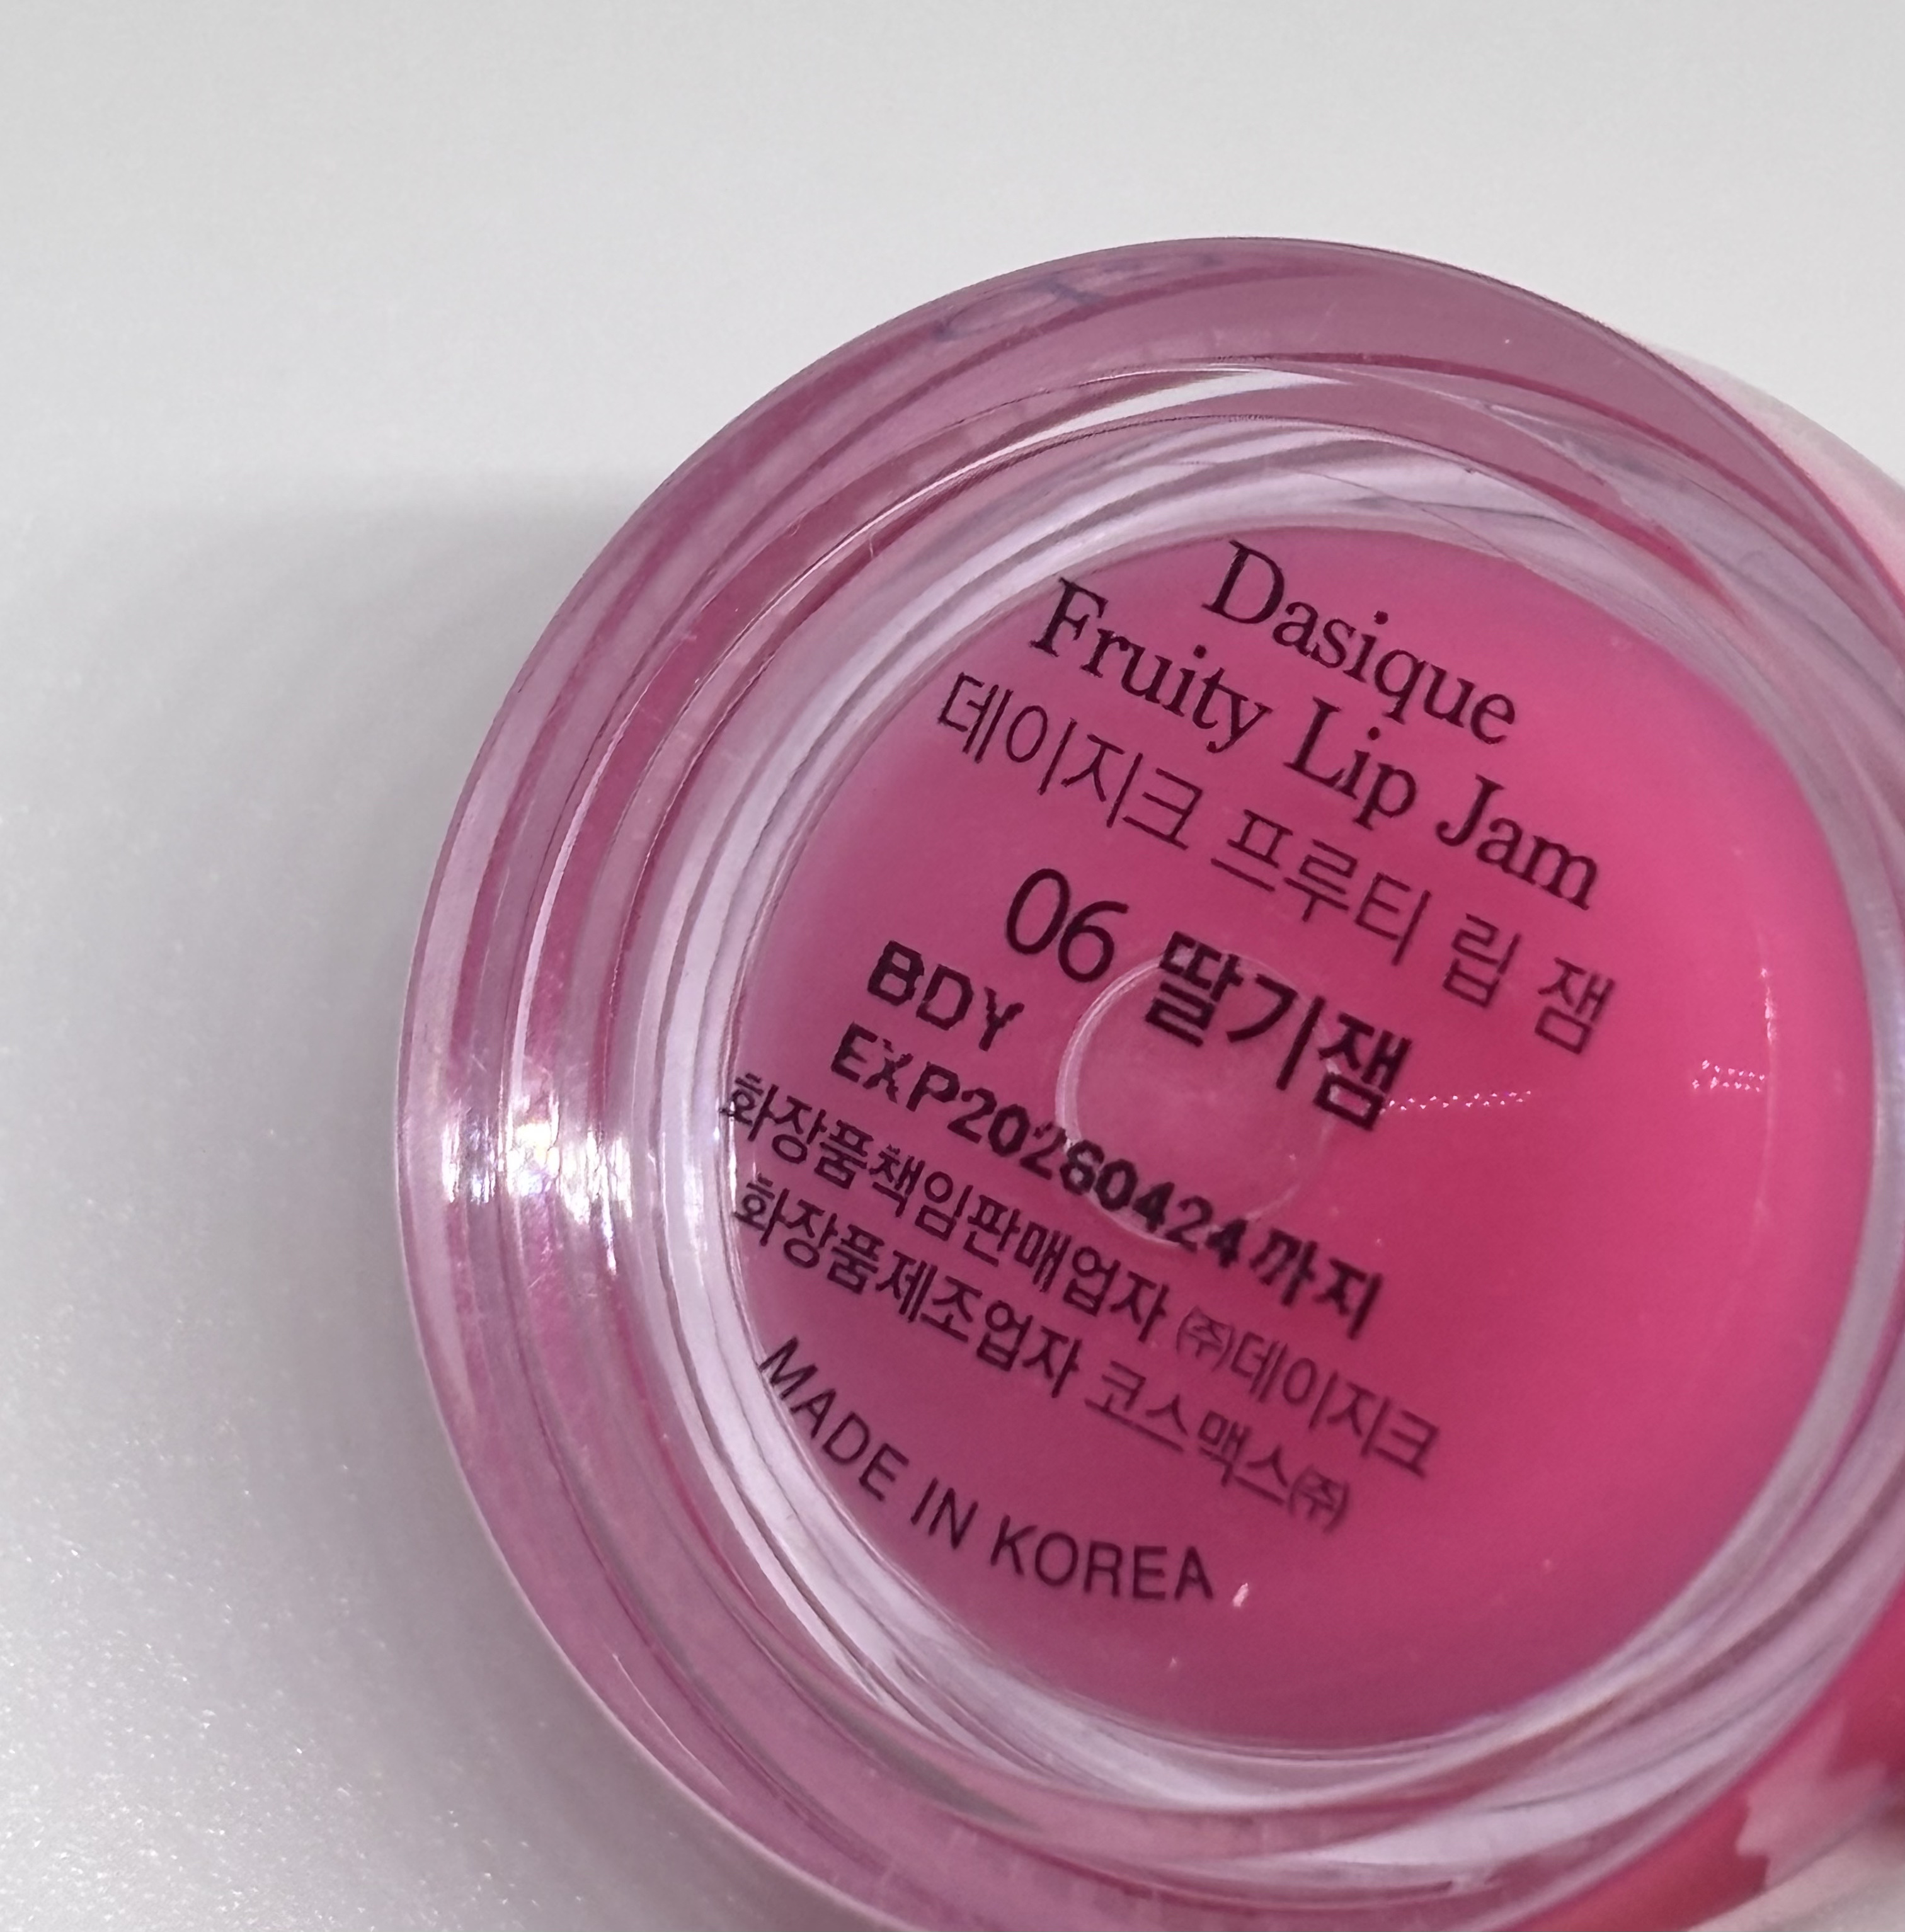 Dasique
Fruity Lip Jam
데이지크 프루티 립 잼
06 딸기잼
BDY
EXP20260424까지
화장품책임판매업자 ㈜데이지크
화장품제조업자 코스맥스㈜
MADE IN KOREA